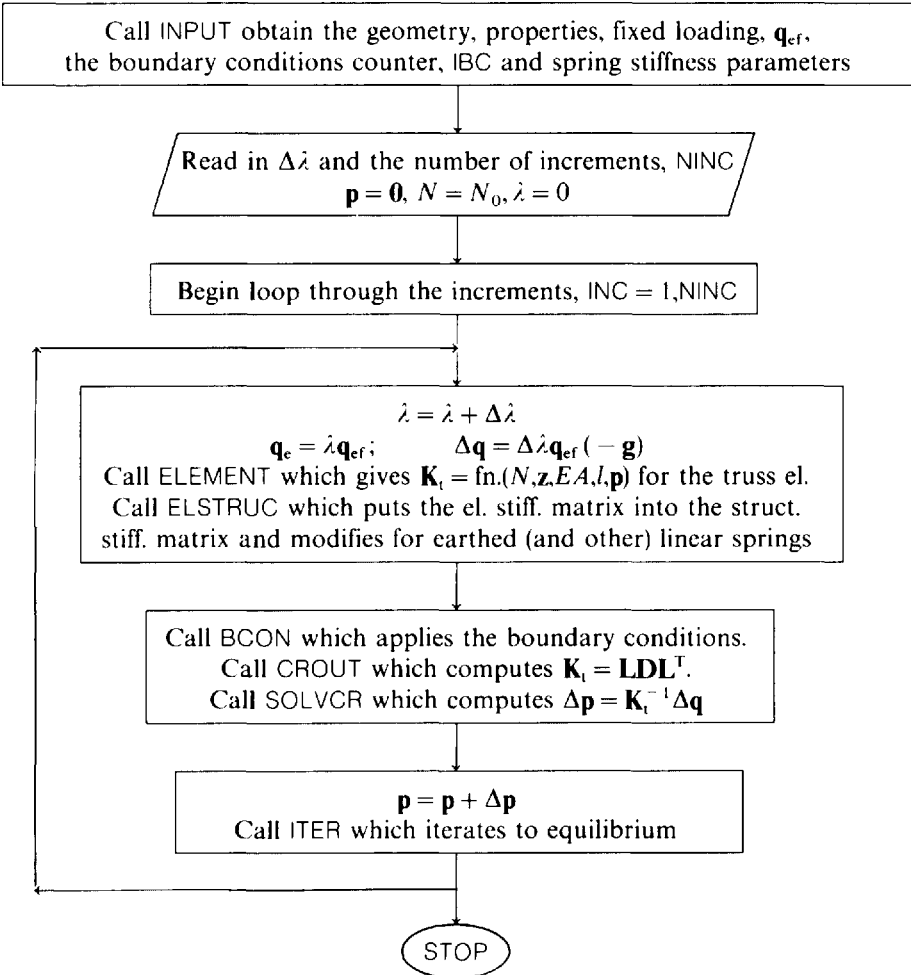 Call INPUT obtain the geometry, properties, fixed loading, q_ef,
the boundary conditions counter, IBC and spring stiffness parameters
Read in Δλ and the number of increments, NINC
p = 0, N = N₀, λ = 0
Begin loop through the increments, INC = 1,NINC
λ = λ + Δλ
q_e = λq_ef; Δq = Δλq_ef (− g)
Call ELEMENT which gives K_t = fn.(N,z,EA,l,p) for the truss el.
Call ELSTRUC which puts the el. stiff. matrix into the struct.
stiff. matrix and modifies for earthed (and other) linear springs
Call BCON which applies the boundary conditions.
Call CROUT which computes K_t = LDL^T.
Call SOLVCR which computes Δp = K_t^−1 Δq
p = p + Δp
Call ITER which iterates to equilibrium
STOP